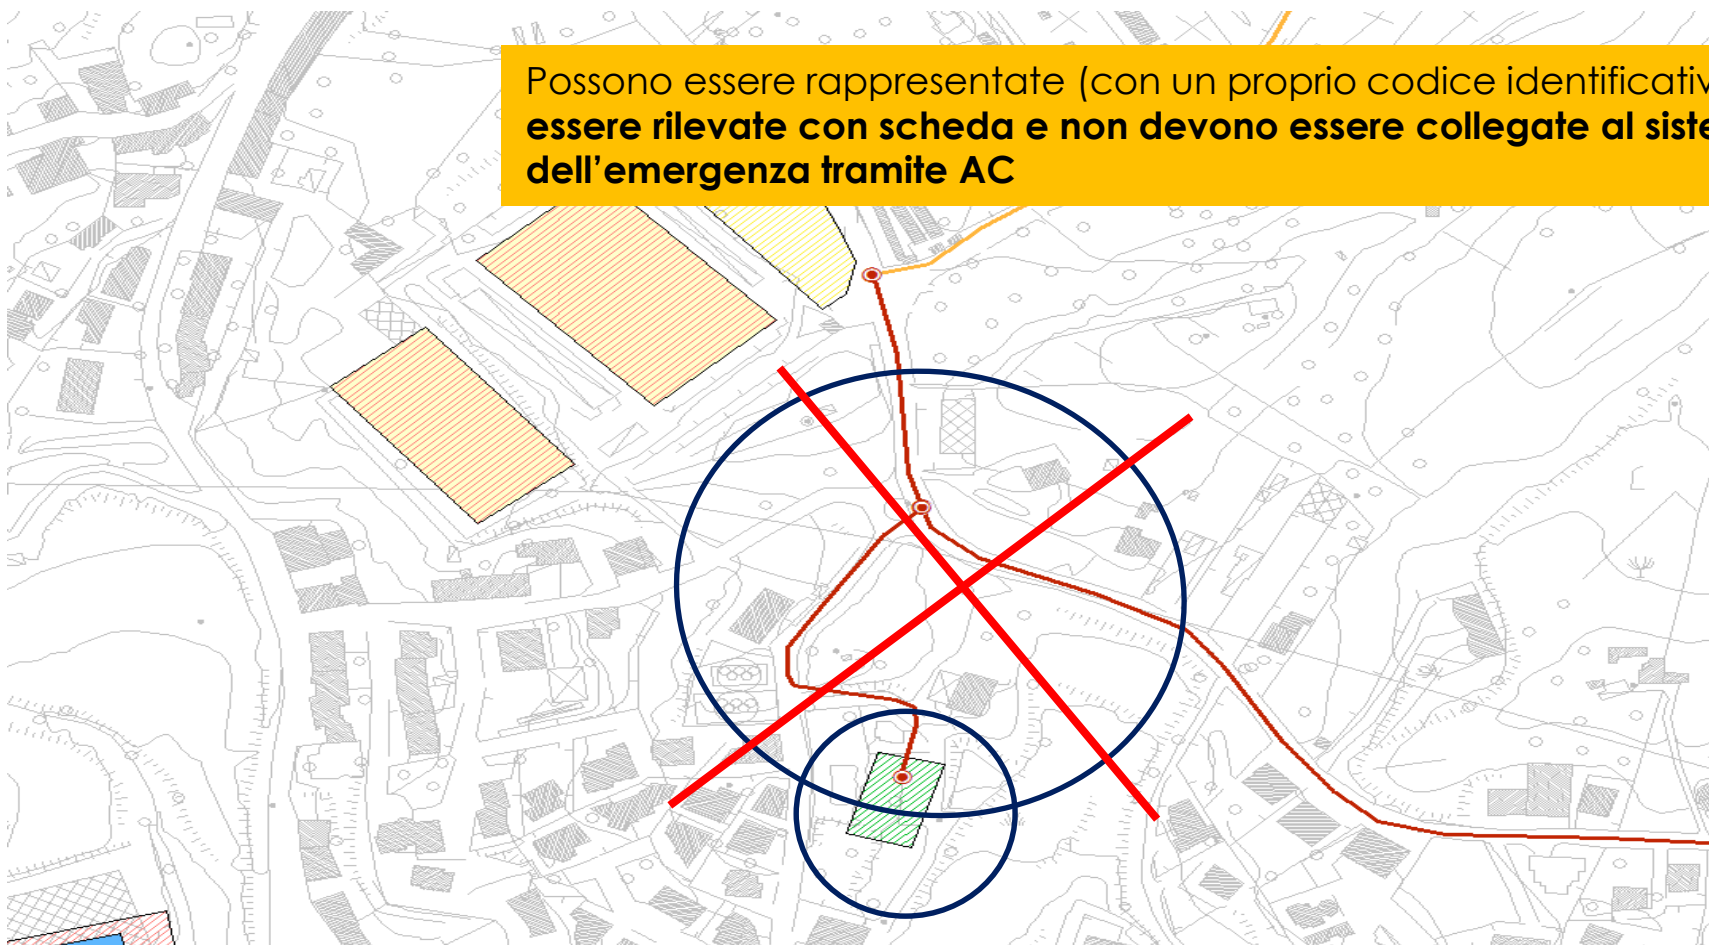 Possono essere rappresentate (con un proprio codice identificativ
essere rilevate con scheda e non devono essere collegate al siste
dell’emergenza tramite AC